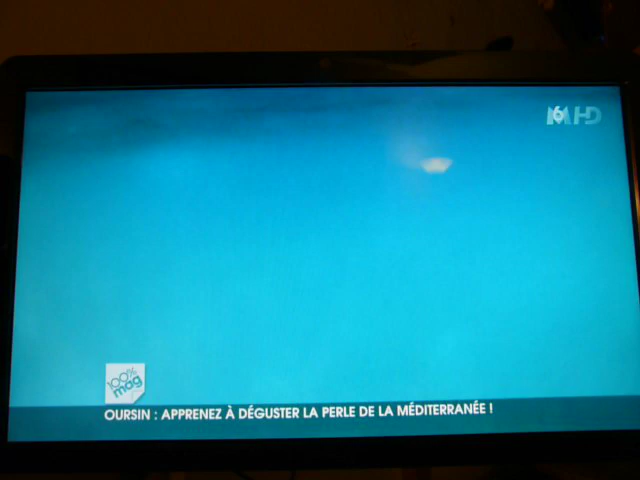 M6 HD
100%
mag
OURSIN : APPRENEZ À DÉGUSTER LA PERLE DE LA MÉDITERRANÉE !